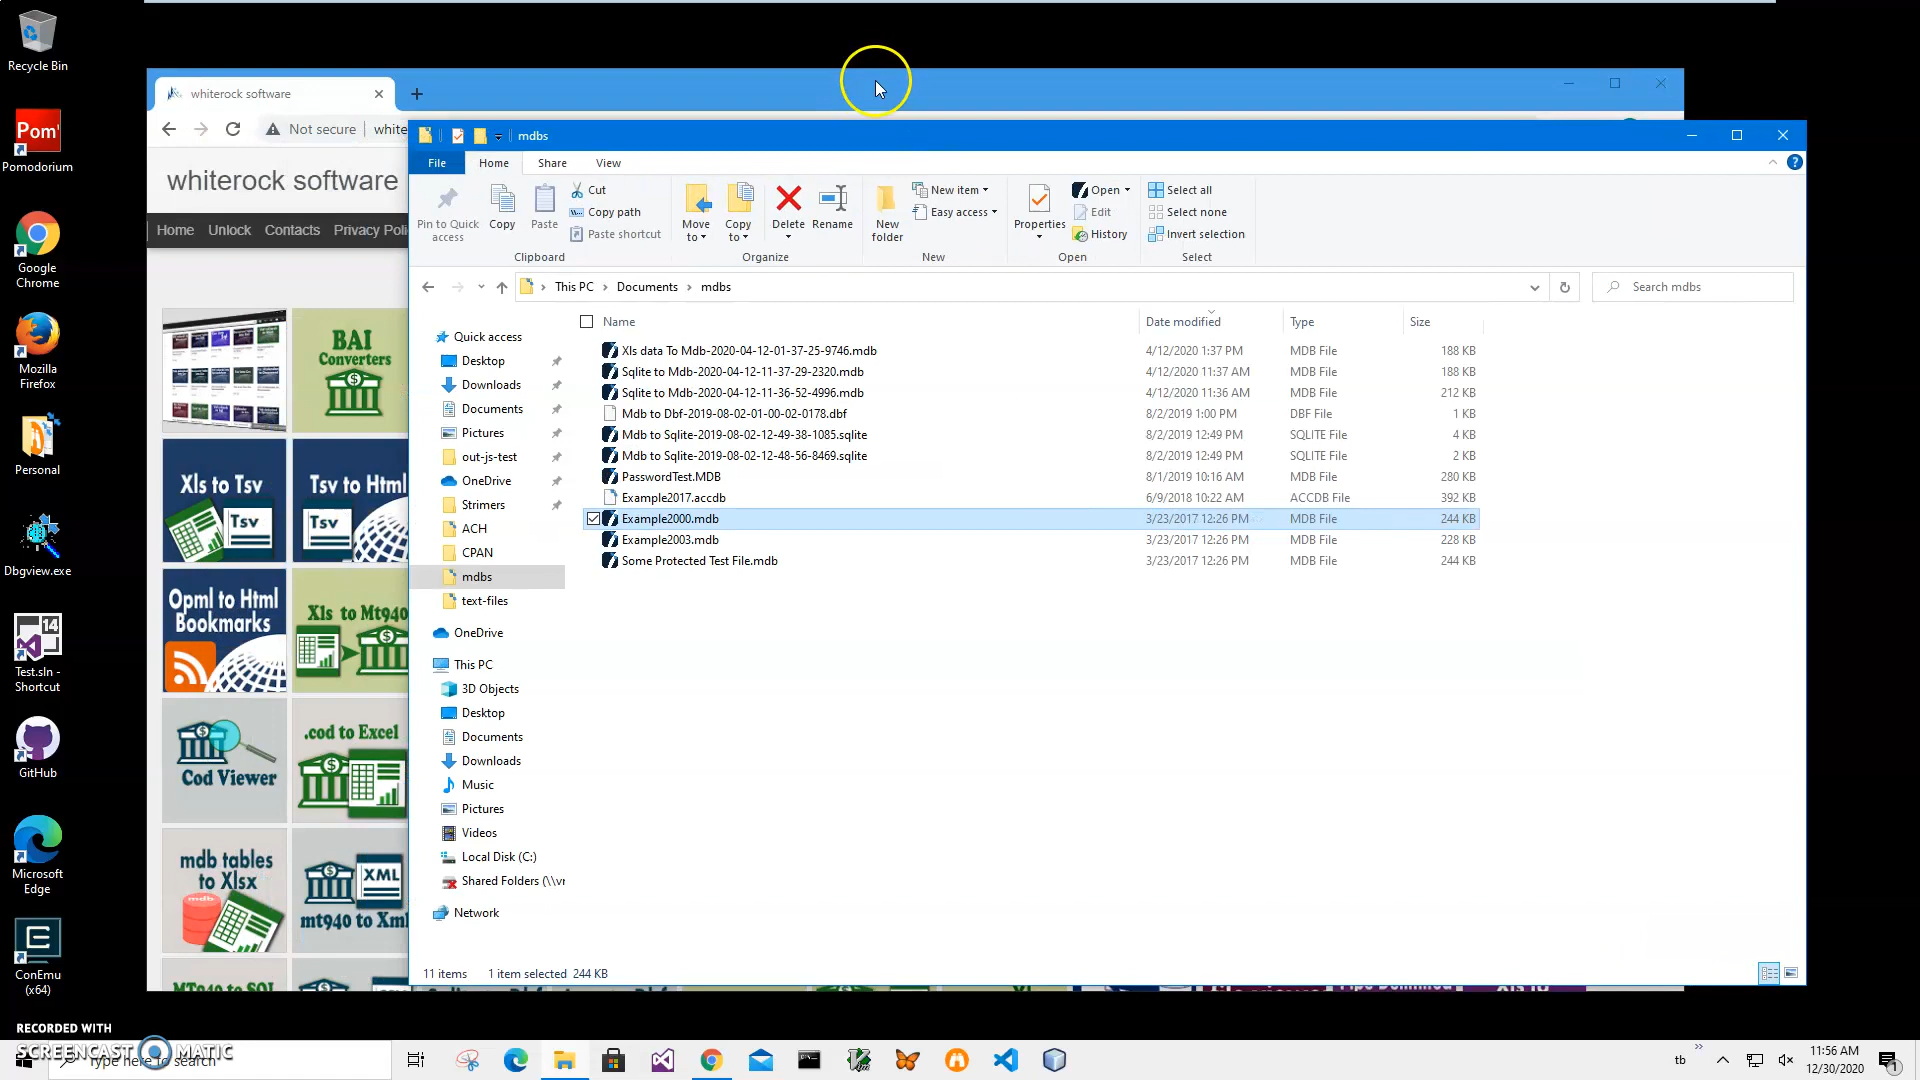 Recycle Bin
Pomodorium
Google Chrome
Mozilla Firefox
Personal
Dbgview.exe
Test.sln - Shortcut
GitHub
Microsoft Edge
ConEmu (x64)
whiterock software
Not secure
white
whiterock software
Home Unlock Contacts Privacy Poli
BAI Converters
Xls to Tsv
Tsv
Tsv to Html
Tsv
Opml to Html Bookmarks
Xls to Mt940
Cod Viewer
.cod to Excel
mdb tables to Xlsx
mdb
XML
mt940 to Xml
mdbs
File Home Share View
Pin to Quick access
Copy
Paste
Cut
Copy path
Paste shortcut
Clipboard
Move to
Copy to
Delete
Rename
Organize
New folder
New item
Easy access
New
Properties
Open
Edit
History
Open
Select all
Select none
Invert selection
Select
This PC > Documents > mdbs
Search mdbs
Quick access
Desktop
Downloads
Documents
Pictures
out-js-test
OneDrive
Strimers
ACH
CPAN
mdbs
text-files
OneDrive
This PC
3D Objects
Desktop
Documents
Downloads
Music
Pictures
Videos
Local Disk (C:)
Shared Folders (\\vr
Network
Name Date modified Type Size
Xls data To Mdb-2020-04-12-01-37-25-9746.mdb 4/12/2020 1:37 PM MDB File 188 KB
Sqlite to Mdb-2020-04-12-11-37-29-2320.mdb 4/12/2020 11:37 AM MDB File 188 KB
Sqlite to Mdb-2020-04-12-11-36-52-4996.mdb 4/12/2020 11:36 AM MDB File 212 KB
Mdb to Dbf-2019-08-02-01-00-02-0178.dbf 8/2/2019 1:00 PM DBF File 1 KB
Mdb to Sqlite-2019-08-02-12-49-38-1085.sqlite 8/2/2019 12:49 PM SQLITE File 4 KB
Mdb to Sqlite-2019-08-02-12-48-56-8469.sqlite 8/2/2019 12:49 PM SQLITE File 2 KB
PasswordTest.MDB 8/1/2019 10:16 AM MDB File 280 KB
Example2017.accdb 6/9/2018 10:22 AM ACCDB File 392 KB
Example2000.mdb 3/23/2017 12:26 PM MDB File 244 KB
Example2003.mdb 3/23/2017 12:26 PM MDB File 228 KB
Some Protected Test File.mdb 3/23/2017 12:26 PM MDB File 244 KB
11 items 1 item selected 244 KB
RECORDED WITH
SCREENCAST MATIC
Type here to search
tb
11:56 AM
12/30/2020
1